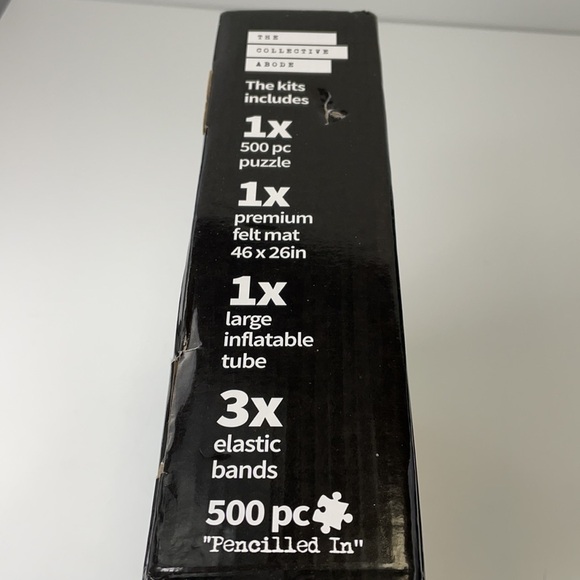 THE
COLLECTIVE
ABODE
The kits
includes
1x
500 pc
puzzle
1x
premium
felt mat
46 x 26in
1x
large
inflatable
tube
3x
elastic
bands
500 pc
"Pencilled In"